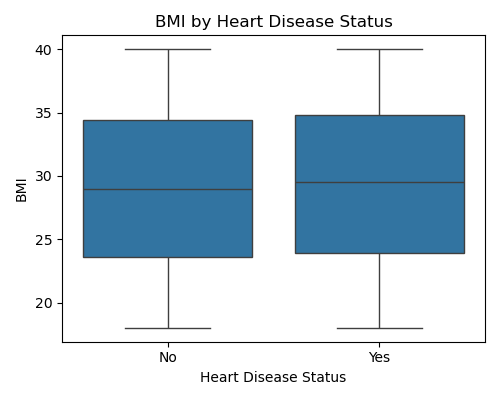 BMI by Heart Disease Status
40
35
30
25
20
BMI
No Yes
Heart Disease Status